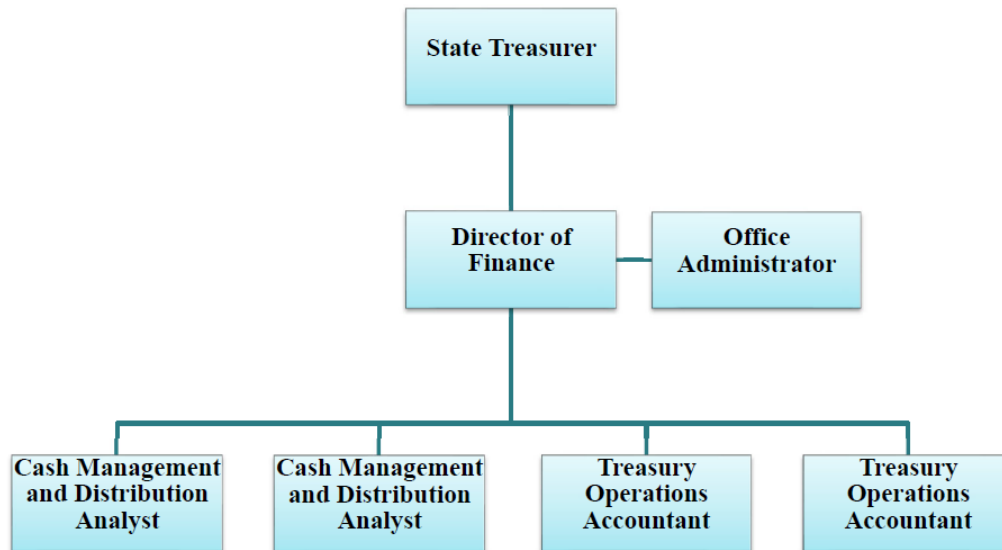 State Treasurer
Director of
Finance
Office
Administrator
Cash Management
and Distribution
Analyst
Cash Management
and Distribution
Analyst
Treasury
Operations
Accountant
Treasury
Operations
Accountant